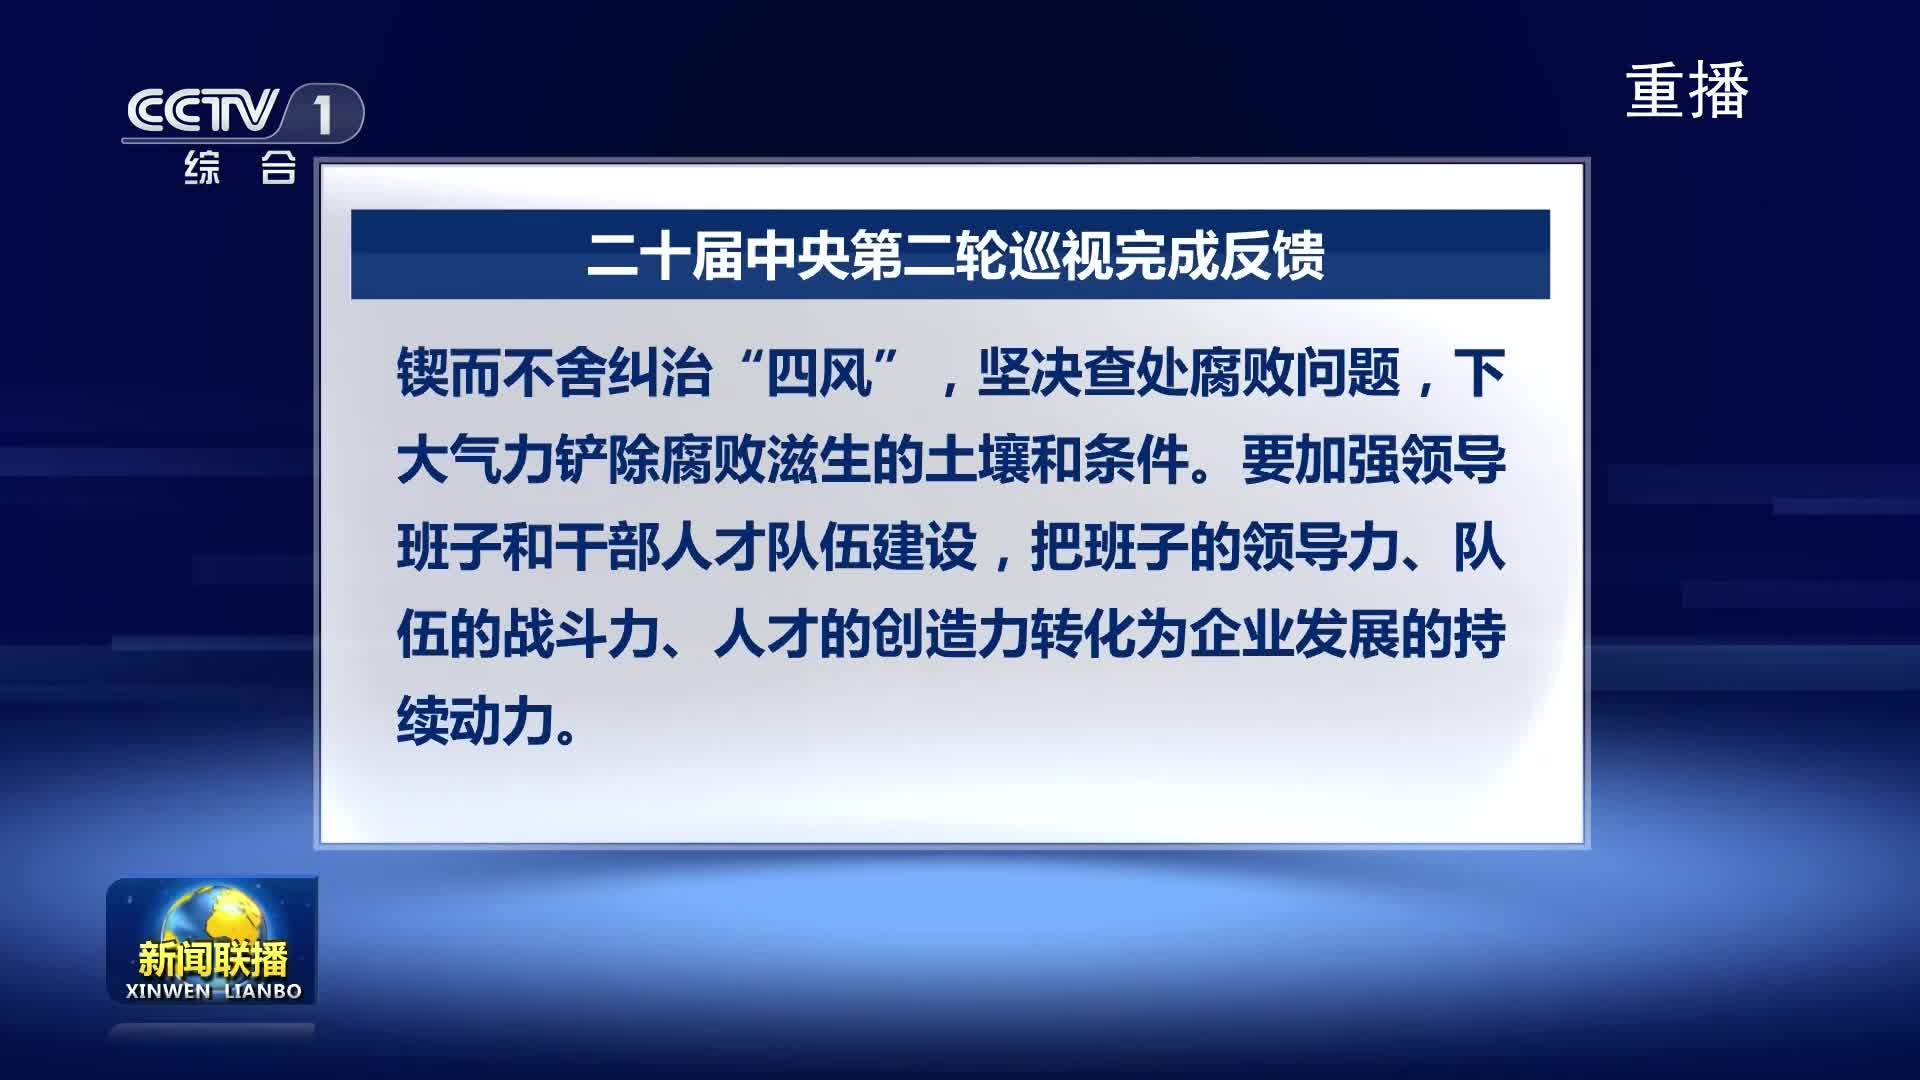 CCTV 1
综 合
重播
二十届中央第二轮巡视完成反馈
锲而不舍纠治“四风”，坚决查处腐败问题，下
大气力铲除腐败滋生的土壤和条件。要加强领导
班子和干部人才队伍建设，把班子的领导力、队
伍的战斗力、人才的创造力转化为企业发展的持
续动力。
新闻联播
XINWEN LIANBO